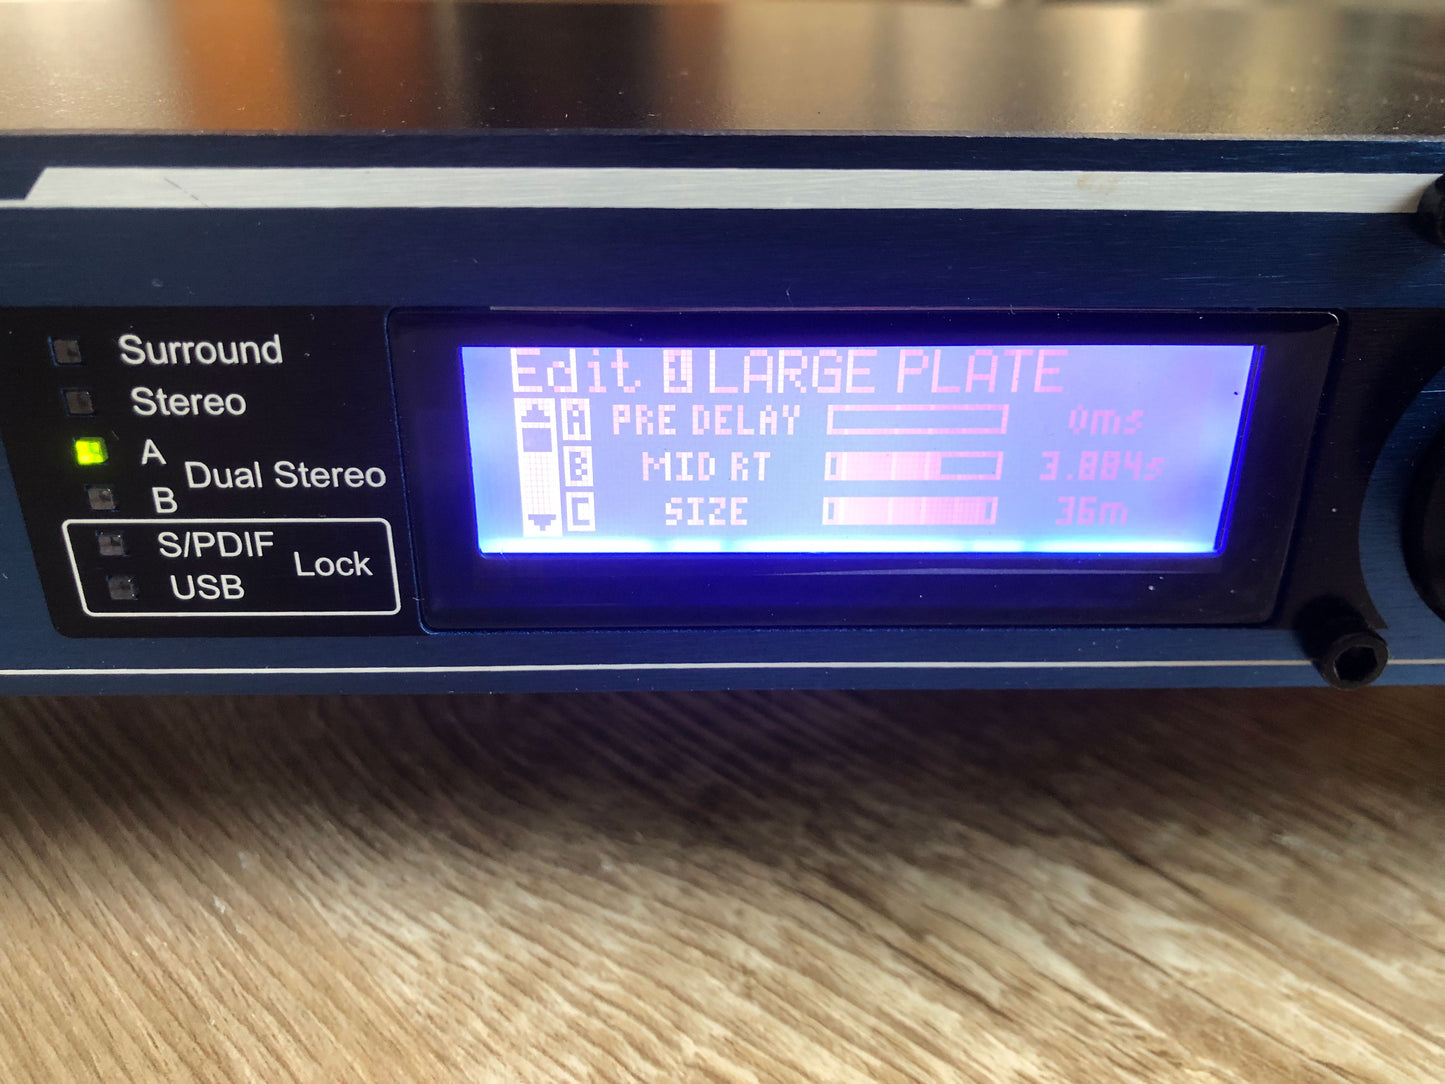 Surround
Stereo
A
Dual Stereo
B
S/PDIF
Lock
USB
Edit 1 LARGE PLATE
A PRE DELAY 0ms
B MID RT 3.884s
C SIZE 36m